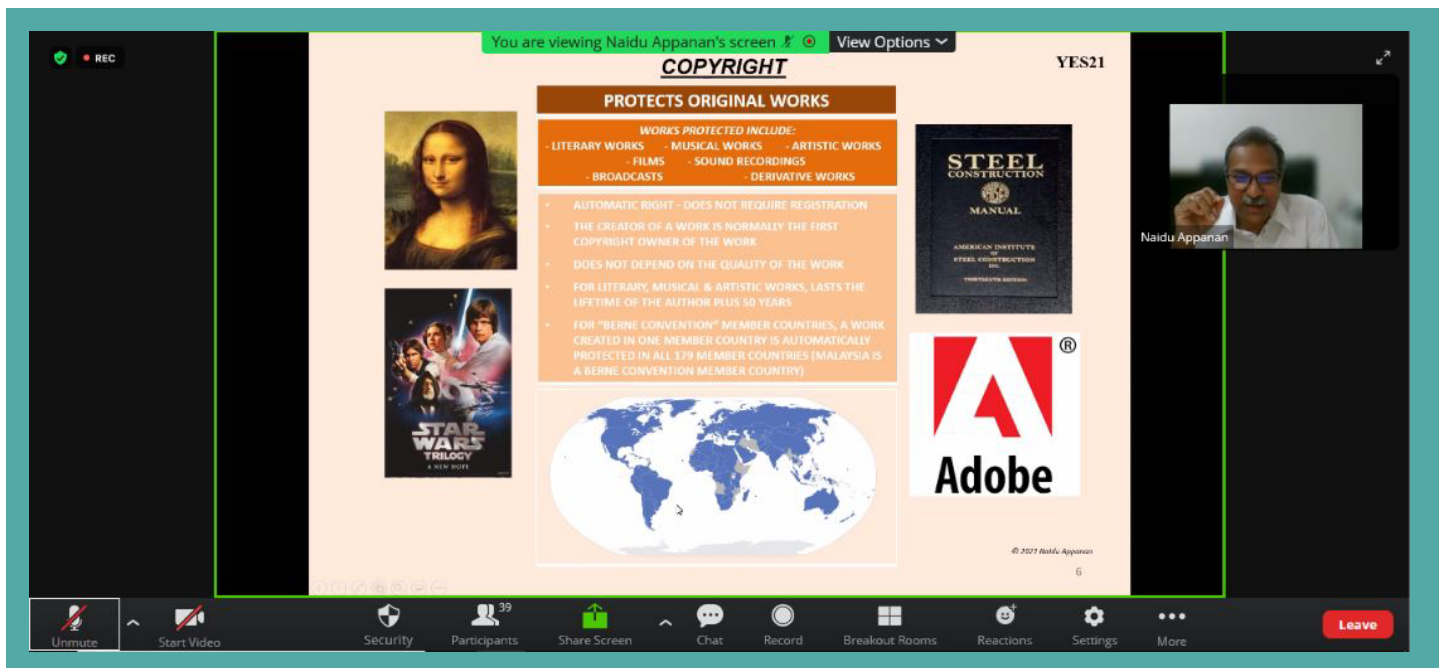 You are viewing Naidu Appanan's screen
View Options
REC
COPYRIGHT
YES21
PROTECTS ORIGINAL WORKS
WORKS PROTECTED INCLUDE:
- LITERARY WORKS - MUSICAL WORKS - ARTISTIC WORKS
- FILMS - SOUND RECORDINGS
- BROADCASTS - DERIVATIVE WORKS
• AUTOMATIC RIGHT - DOES NOT REQUIRE REGISTRATION
• THE CREATOR OF A WORK IS NORMALLY THE FIRST
COPYRIGHT OWNER OF THE WORK
• DOES NOT DEPEND ON THE QUALITY OF THE WORK
• FOR LITERARY, MUSICAL & ARTISTIC WORKS, LASTS THE
LIFETIME OF THE AUTHOR PLUS 50 YEARS
• FOR "BERNE CONVENTION" MEMBER COUNTRIES, A WORK
CREATED IN ONE MEMBER COUNTRY IS AUTOMATICALLY
PROTECTED IN ALL 179 MEMBER COUNTRIES (MALAYSIA IS
A BERNE CONVENTION MEMBER COUNTRY)
STAR
WARS
TRILOGY
A NEW HOPE
STEEL
CONSTRUCTION
MANUAL
AMERICAN INSTITUTE
OF
STEEL CONSTRUCTION
INC.
THIRTEENTH EDITION
®
Adobe
© 2021 Naidu Appanan
6
Naidu Appanan
Unmute
Start Video
Security
Participants
39
Share Screen
Chat
Record
Breakout Rooms
Reactions
Settings
More
Leave